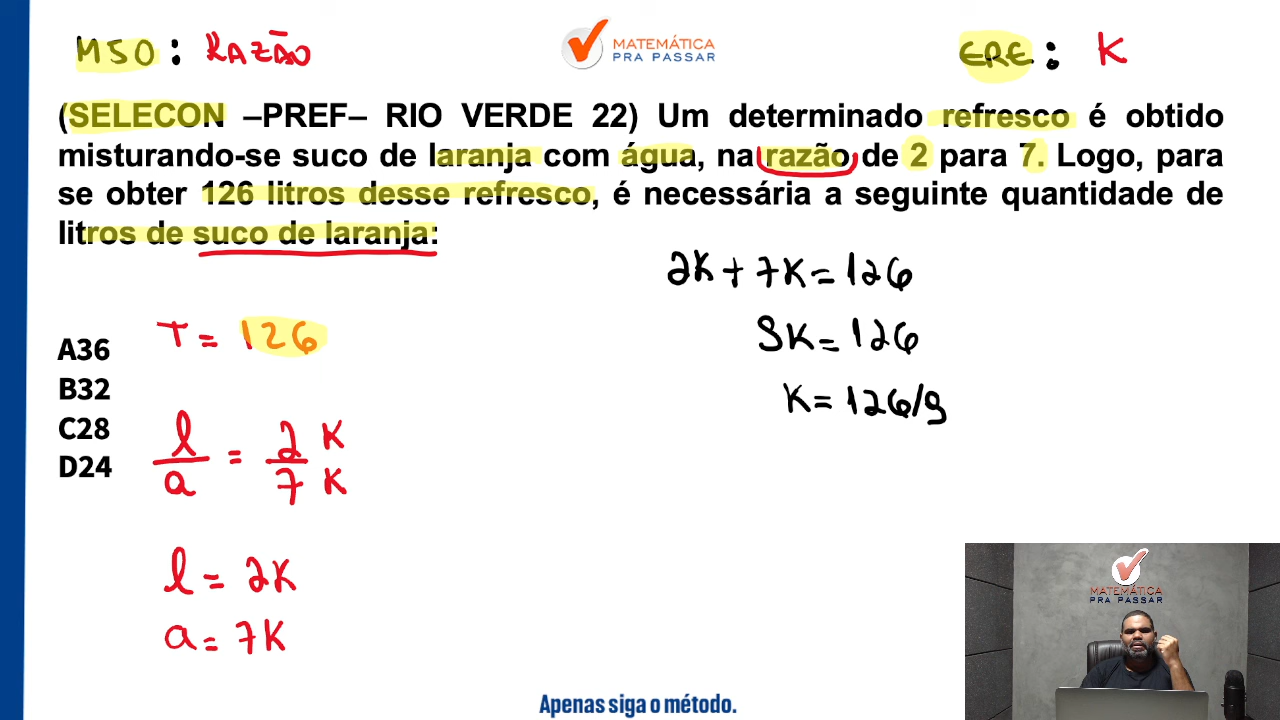 MSO : RAZÃO
MATEMÁTICA
PRA PASSAR
ERE : K
(SELECON –PREF– RIO VERDE 22) Um determinado refresco é obtido
misturando-se suco de laranja com água, na razão de 2 para 7. Logo, para
se obter 126 litros desse refresco, é necessária a seguinte quantidade de
litros de suco de laranja:
2K + 7K = 126
9K = 126
K = 126/9
T = 126
A36
B32
C28
D24
l/a = 2K/7K
l = 2K
a = 7K
MATEMÁTICA
PRA PASSAR
Apenas siga o método.